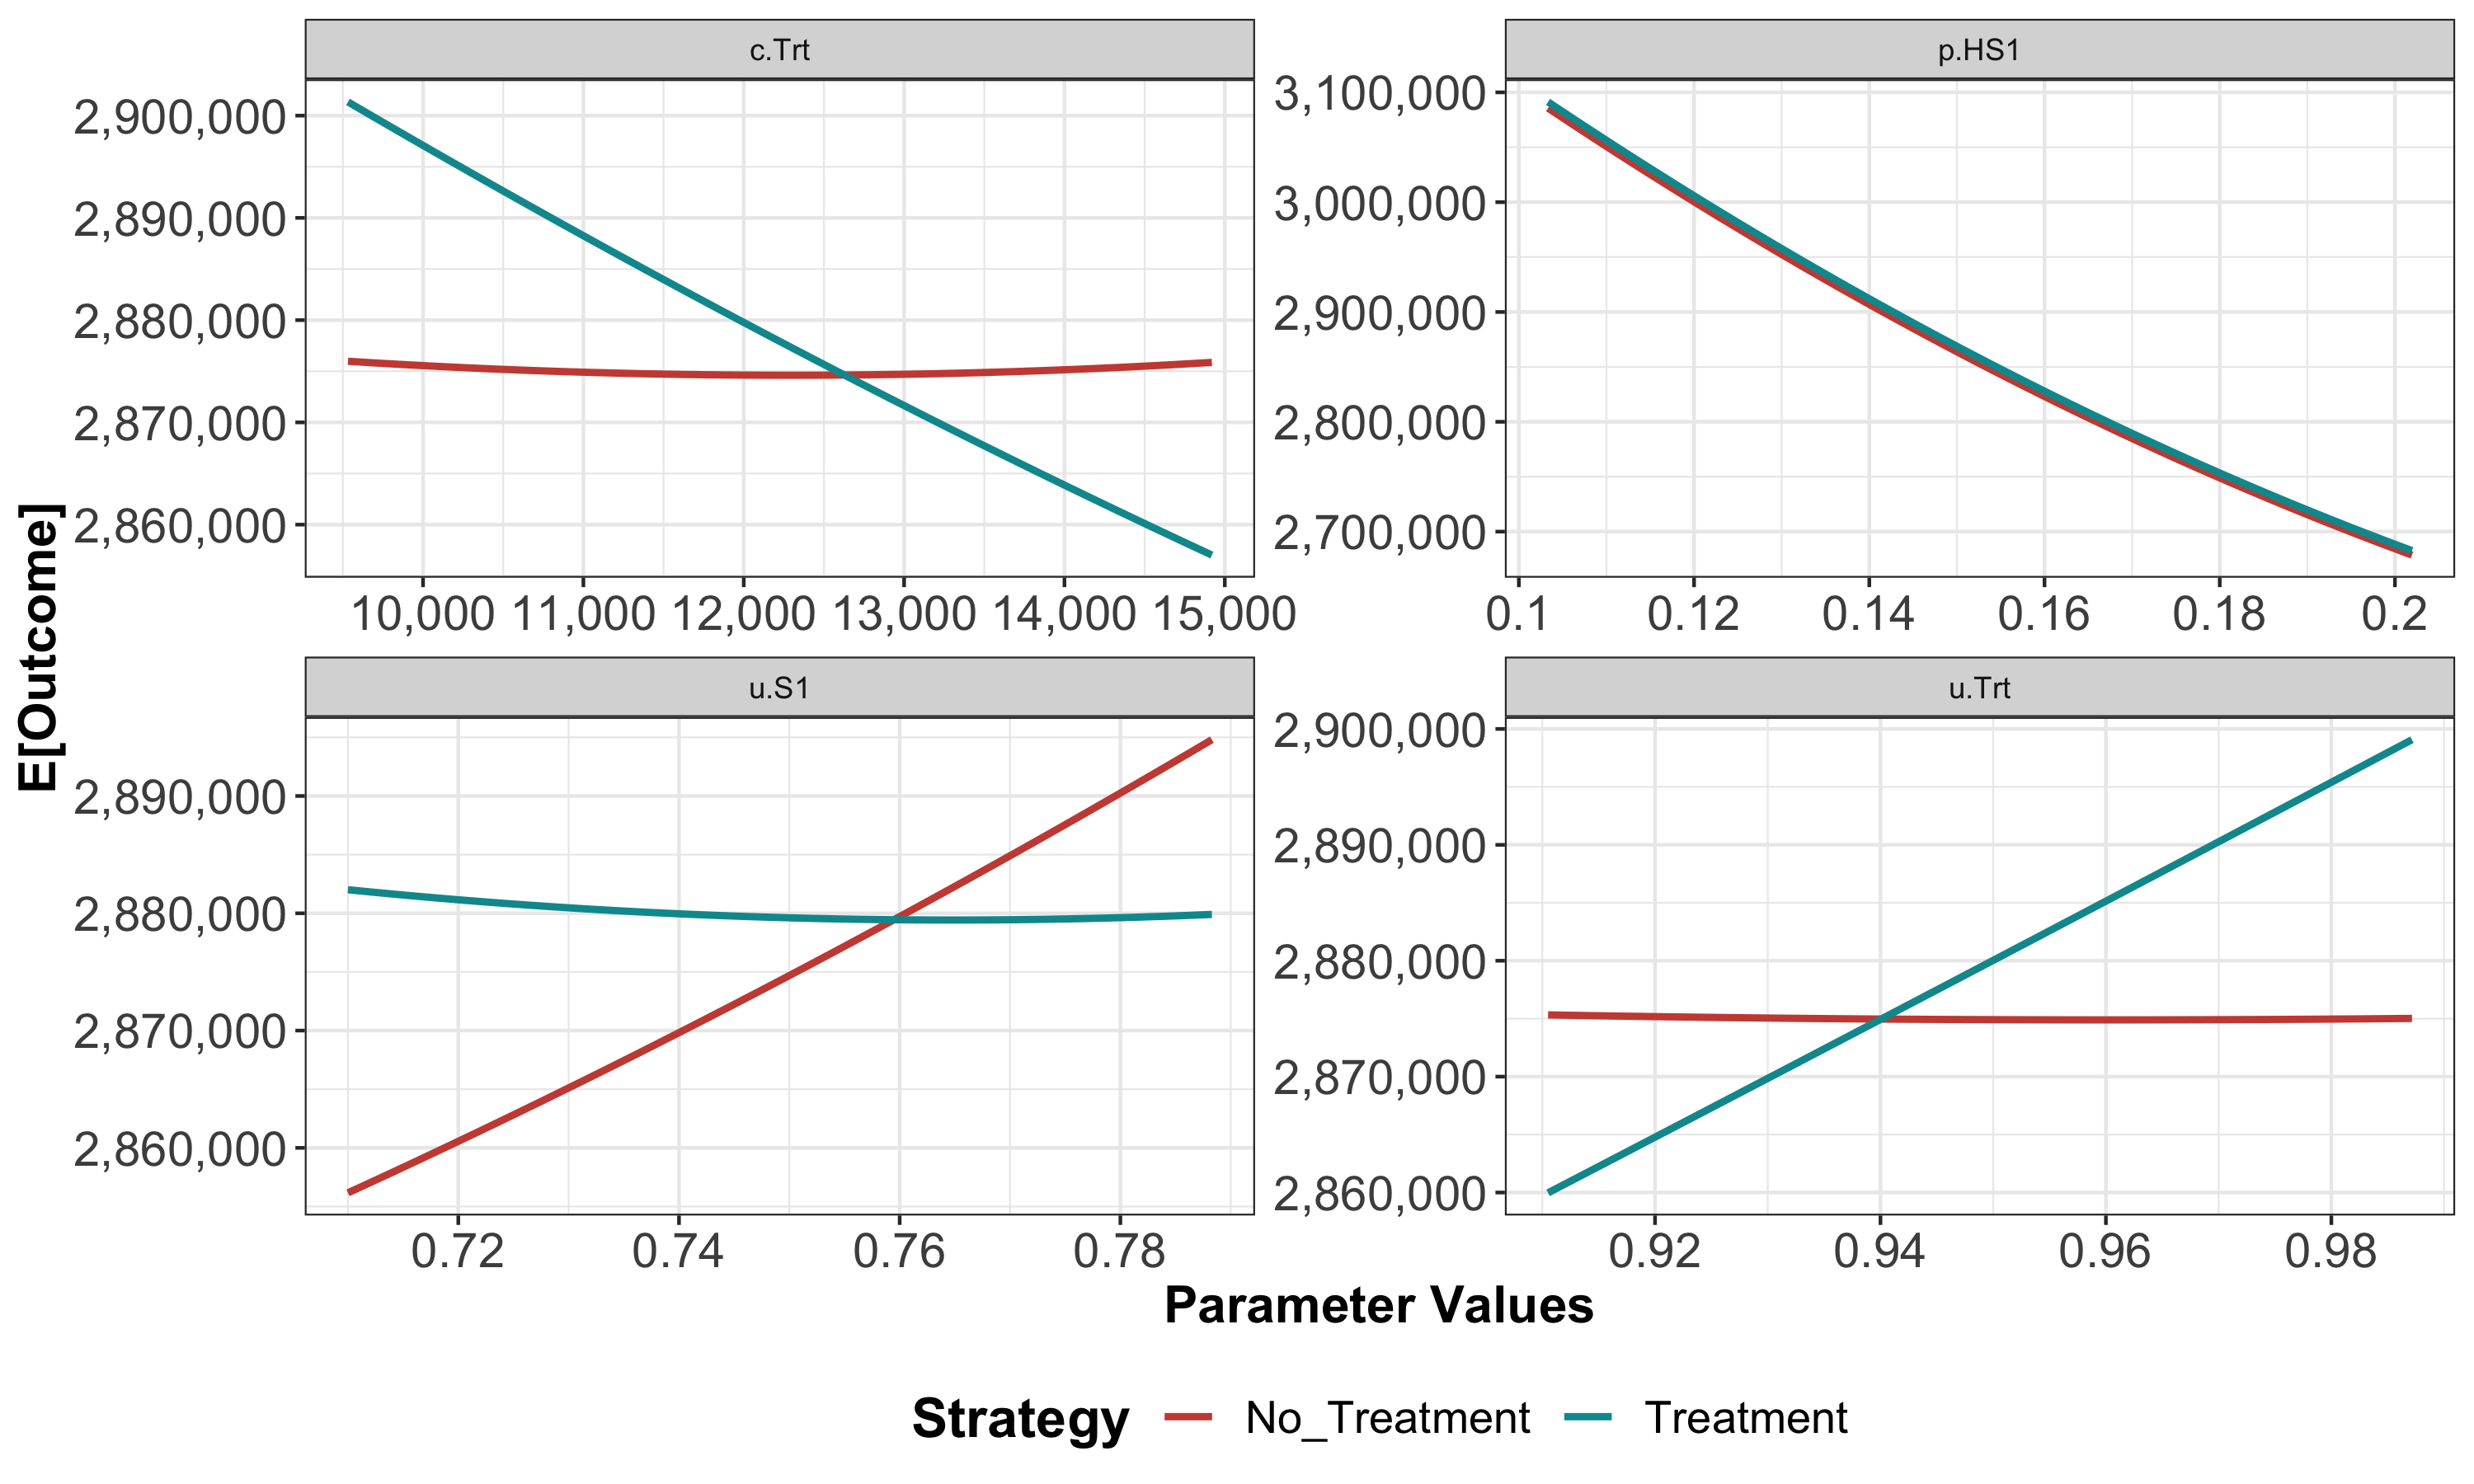 c.Trt
2,900,000
2,890,000
2,880,000
2,870,000
2,860,000
10,000 11,000 12,000 13,000 14,000 15,000
p.HS1
3,100,000
3,000,000
2,900,000
2,800,000
2,700,000
0.1 0.12 0.14 0.16 0.18 0.2
E[Outcome]
u.S1
2,890,000
2,880,000
2,870,000
2,860,000
0.72 0.74 0.76 0.78
u.Trt
2,900,000
2,890,000
2,880,000
2,870,000
2,860,000
0.92 0.94 0.96 0.98
Parameter Values
Strategy No_Treatment Treatment